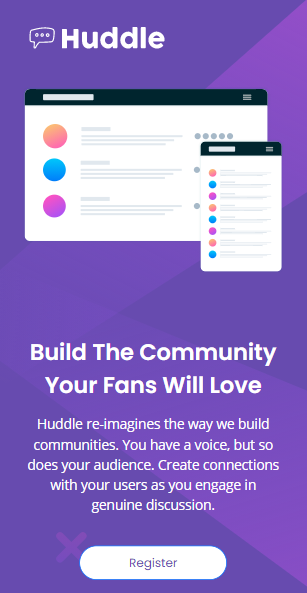 Huddle
Build The Community
Your Fans Will Love
Huddle re-imagines the way we build
communities. You have a voice, but so
does your audience. Create connections
with your users as you engage in
genuine discussion.
Register